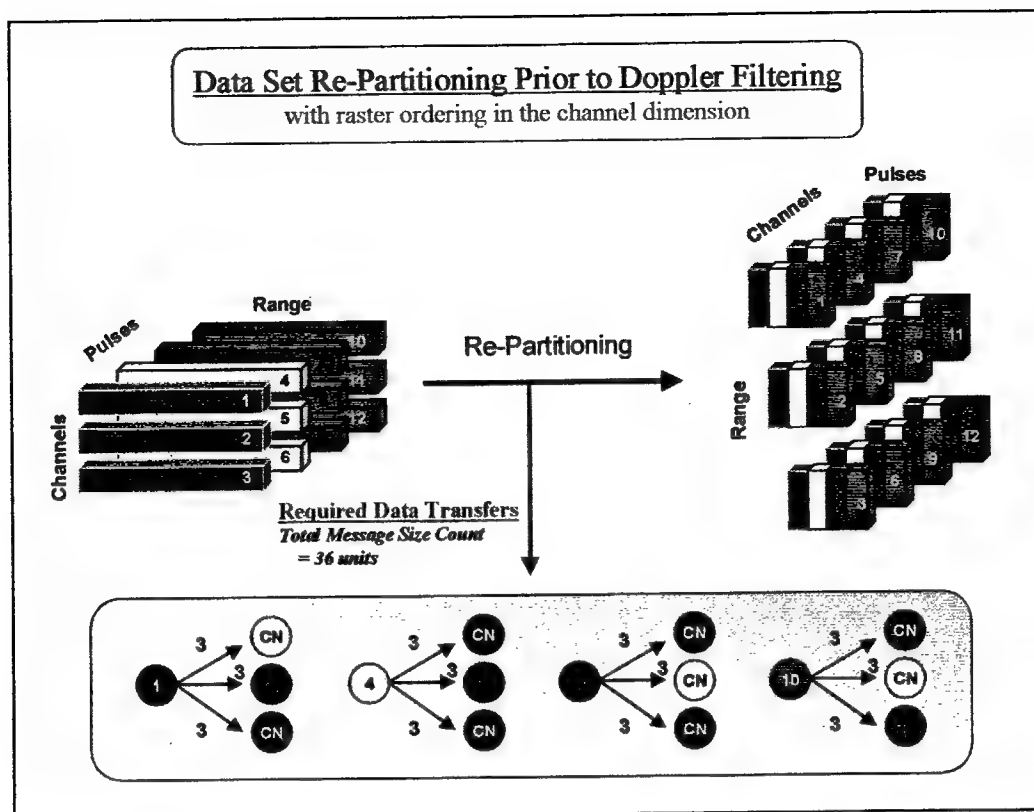 Data Set Re-Partitioning Prior to Doppler Filtering
with raster ordering in the channel dimension
Pulses
Channels
10
7
4
1
11
8
5
2
Range
12
9
6
3
Range
Pulses
Channels
10
4
1
11
5
2
12
6
3
Re-Partitioning
Required Data Transfers
Total Message Size Count
= 36 units
1
3
3
3
CN
CN
4
3
3
3
CN
CN
3
3
3
CN
CN
CN
10
3
3
3
CN
CN